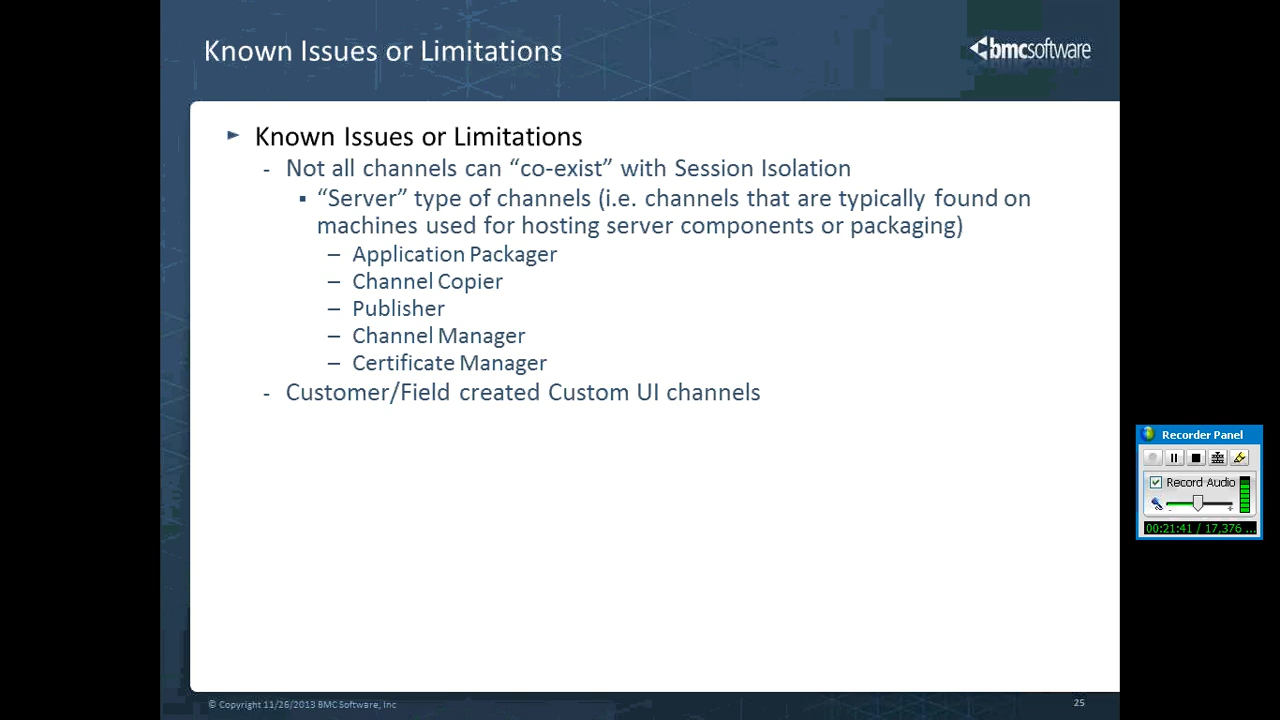 Known Issues or Limitations
bmcsoftware
► Known Issues or Limitations
- Not all channels can “co-exist” with Session Isolation
▪ “Server” type of channels (i.e. channels that are typically found on
machines used for hosting server components or packaging)
– Application Packager
– Channel Copier
– Publisher
– Channel Manager
– Certificate Manager
- Customer/Field created Custom UI channels
Recorder Panel
Record Audio
00:21:41 / 17,376 ...
© Copyright 11/26/2013 BMC Software, Inc
25